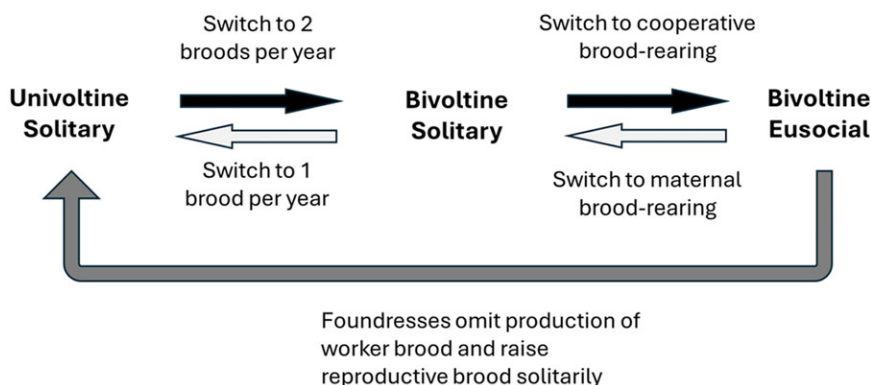 Switch to 2
broods per year
Switch to cooperative
brood-rearing
Univoltine
Solitary
Bivoltine
Solitary
Bivoltine
Eusocial
Switch to 1
brood per year
Switch to maternal
brood-rearing
Foundresses omit production of
worker brood and raise
reproductive brood solitarily